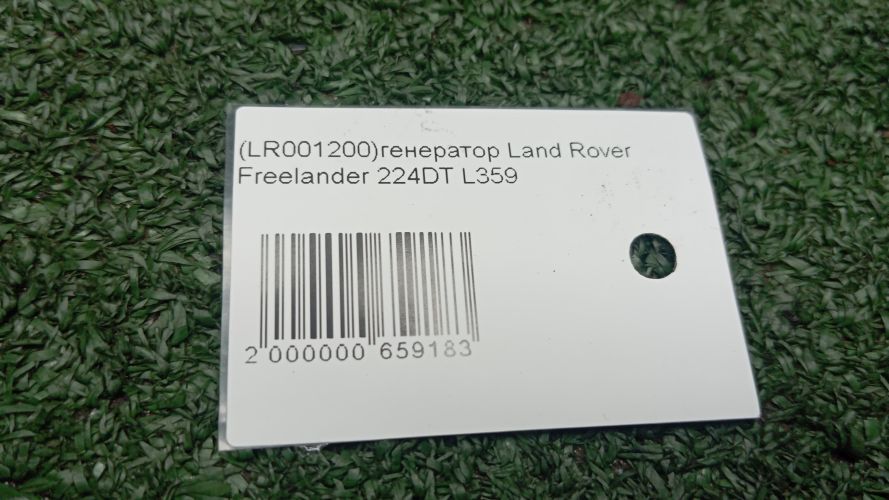 (LR001200)генератор Land Rover
Freelander 224DT L359
2 000000 659183